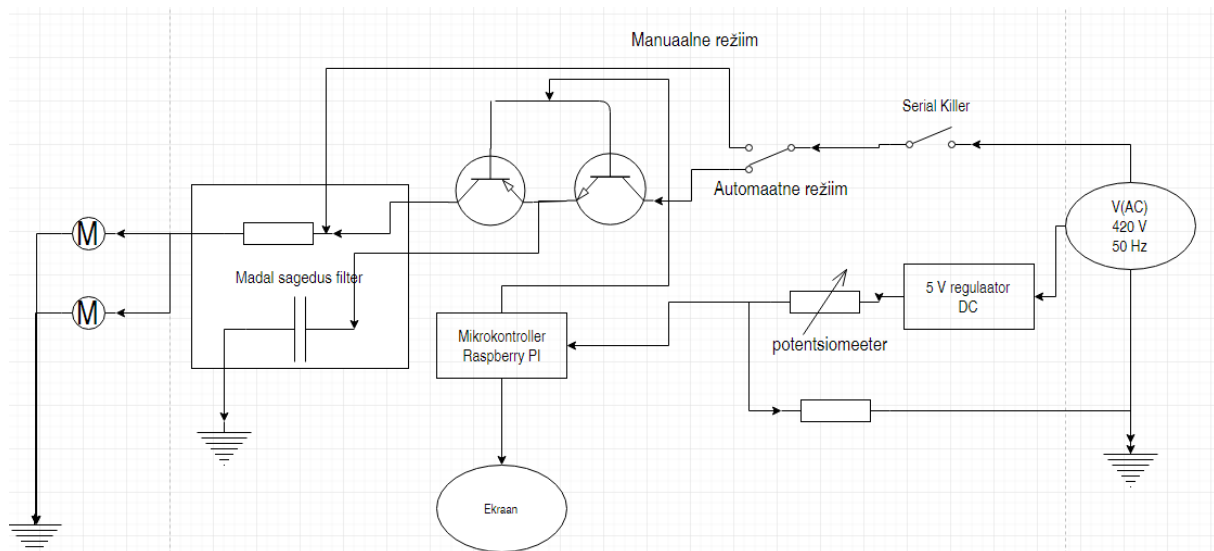 Manuaalne režiim
Serial Killer
Automaatne režiim
V(AC)
420 V
50 Hz
M
Madal sagedus filter
5 V regulaator
DC
M
Mikrokontroller
Raspberry PI
potentsiomeeter
Ekraan